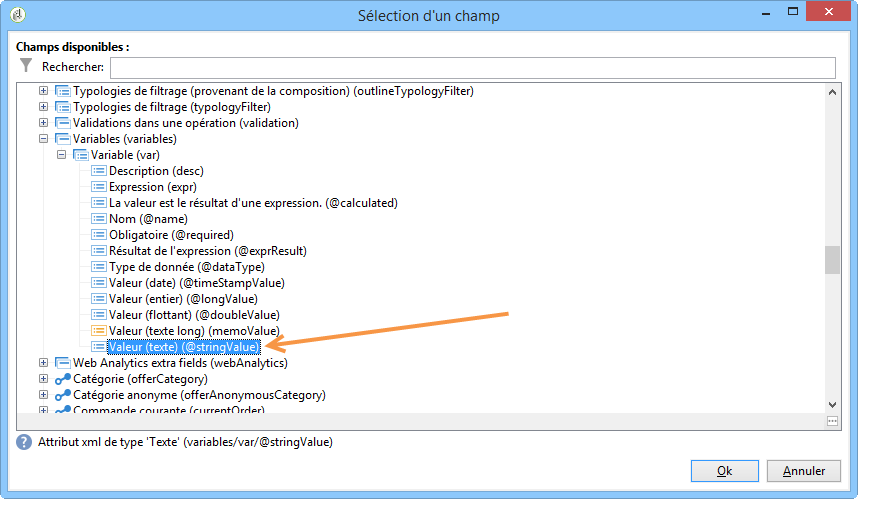 Sélection d'un champ
Champs disponibles :
Rechercher:
Typologies de filtrage (provenant de la composition) (outlineTypologyFilter)
Typologies de filtrage (typologyFilter)
Validations dans une opération (validation)
Variables (variables)
Variable (var)
Description (desc)
Expression (expr)
La valeur est le résultat d'une expression. (@calculated)
Nom (@name)
Obligatoire (@required)
Résultat de l'expression (@exprResult)
Type de donnée (@dataType)
Valeur (date) (@timeStampValue)
Valeur (entier) (@longValue)
Valeur (flottant) (@doubleValue)
Valeur (texte long) (memoValue)
Valeur (texte) (@stringValue)
Web Analytics extra fields (webAnalytics)
Catégorie (offerCategory)
Catégorie anonyme (offerAnonymousCategory)
Commande courante (currentOrder)
Attribut xml de type 'Texte' (variables/var/@stringValue)
Ok
Annuler